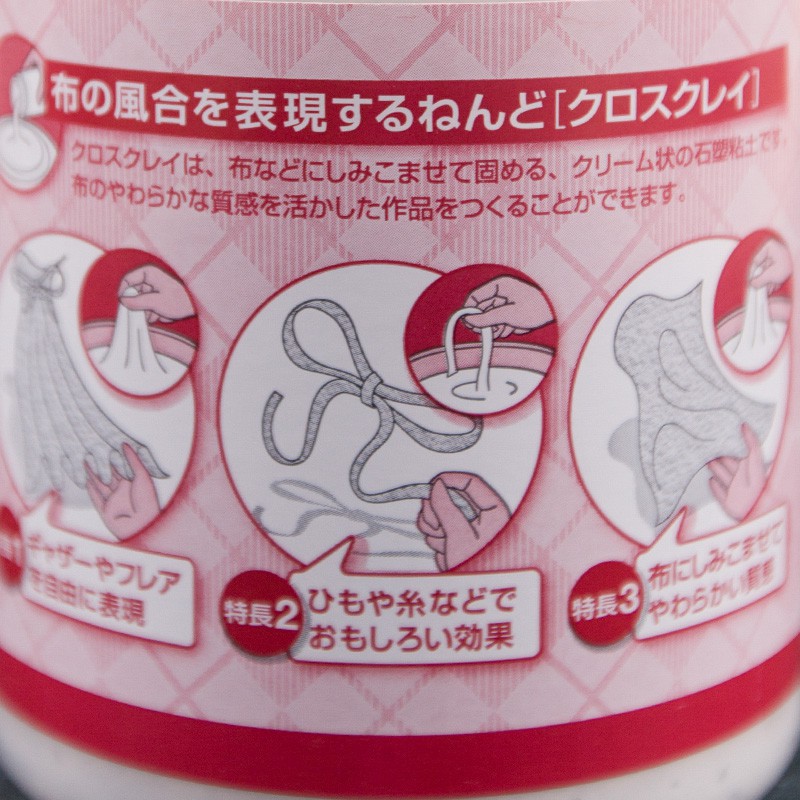 布の風合を表現するねんど［クロスクレイ］
クロスクレイは、布などにしみこませて固める、クリーム状の石塑粘土です。
布のやわらかな質感を活かした作品をつくることができます。
1
ギャザーやフレア
を自由に表現
特長2
ひもや糸などで
おもしろい効果
特長3
布にしみこませて
やわらかい質感